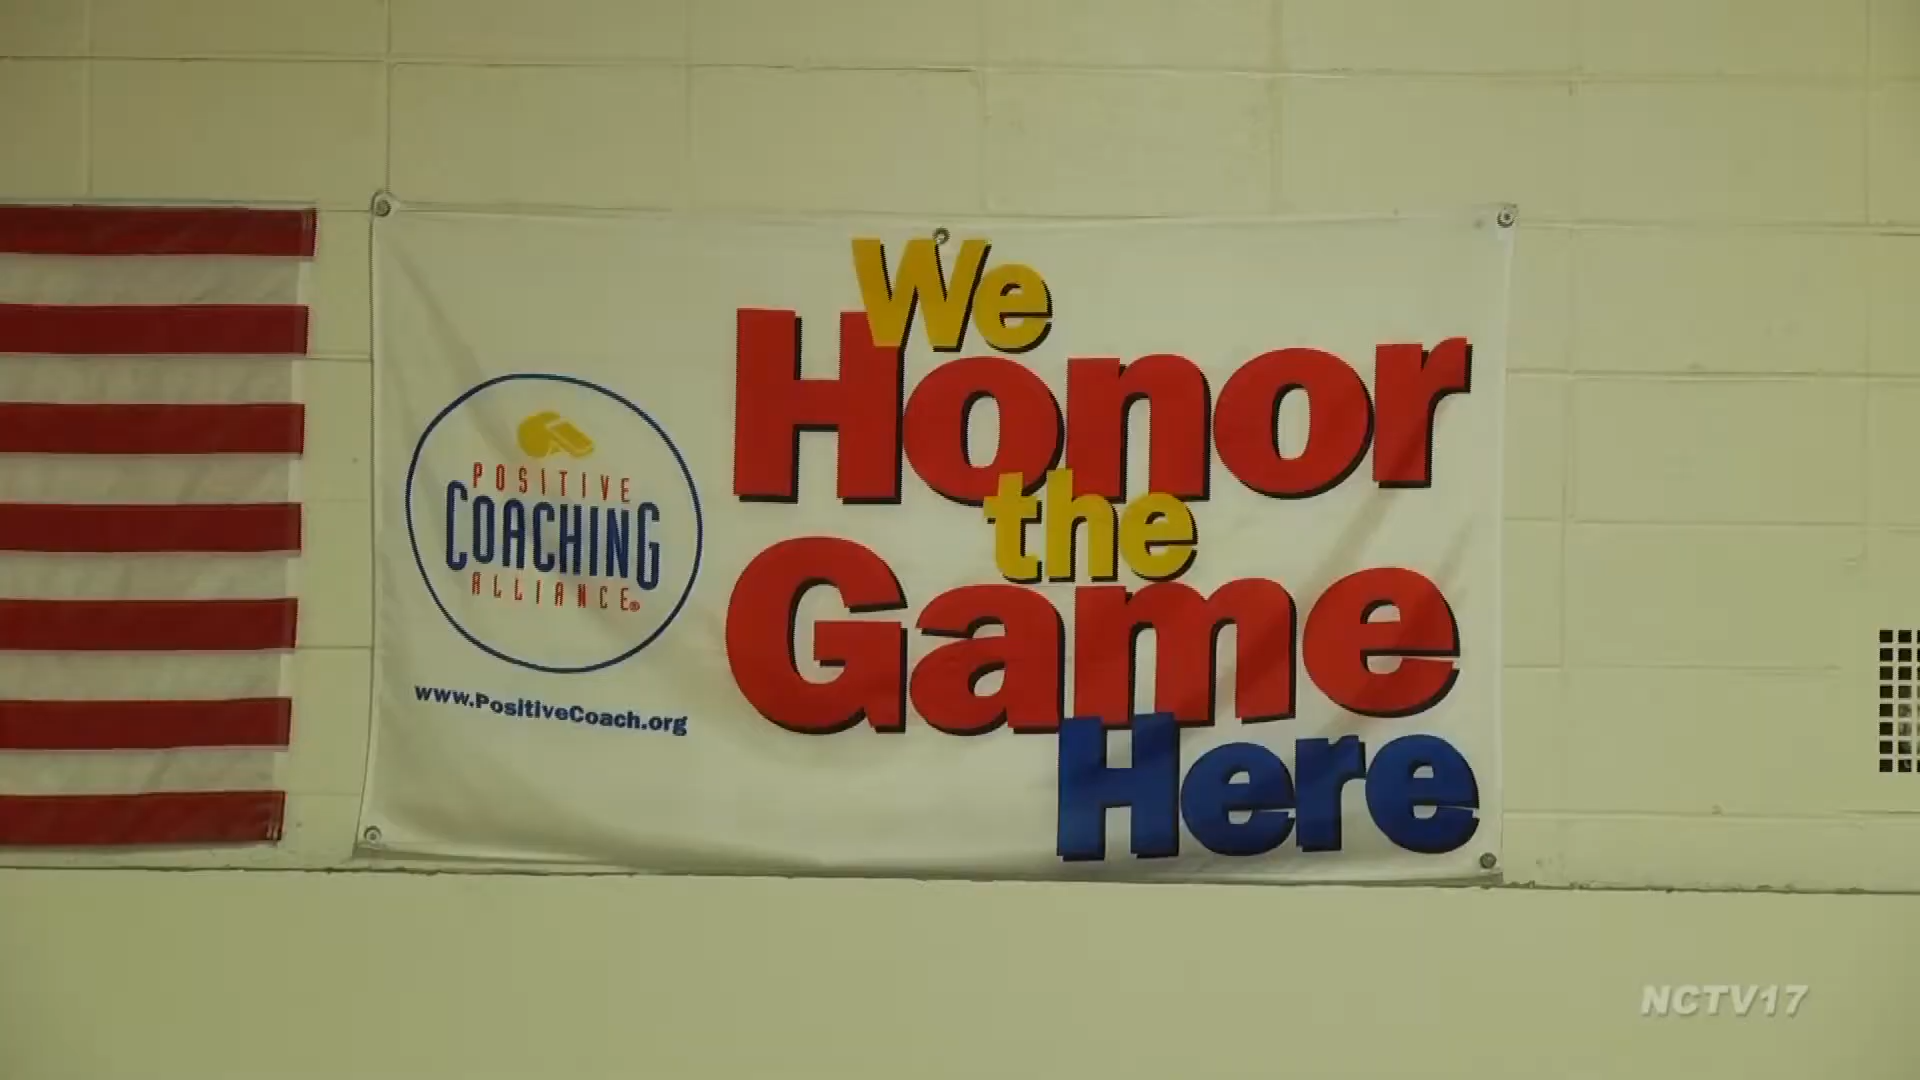 We
Honor
the
Game
Here
POSITIVE
COACHING
ALLIANCE®
www.PositiveCoach.org
NCTV17